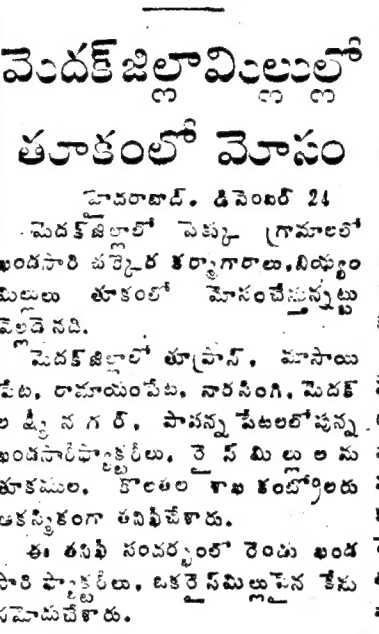 మెదక్‌జిల్లామిల్లుల్లో
తూకంలో మోసం
హైదరాబాద్. డిసెంబర్ 24
మెదక్‌జిల్లాలో పెక్కు గ్రామాలలో
ఖండసారి చక్కెర కర్మాగారాలు,బియ్యం
మిల్లులు తూకంలో మోసంచేస్తున్నట్టు
వెల్లడైనది.
మెదక్‌జిల్లాలో తూప్రాన్, మాసాయి
పేట, రామాయంపేట, నారసింగి, మెదక్
లక్ష్మీనగర్, పాపన్న పేటలలోవున్న
ఖండసారీఫ్యాక్టరీలు, రైస్ మిల్లులను
తూకముల, కొలతల శాఖ కంట్రోలరు
ఆకస్మికంగా తనిఖీచేశారు.
ఈ తనిఖీ సందర్భంలో రెండు ఖండ
సారి ఫ్యాక్టరీలు, ఒకరైస్‌మిల్లుపైన కేసు
నమోదుచేశారు.